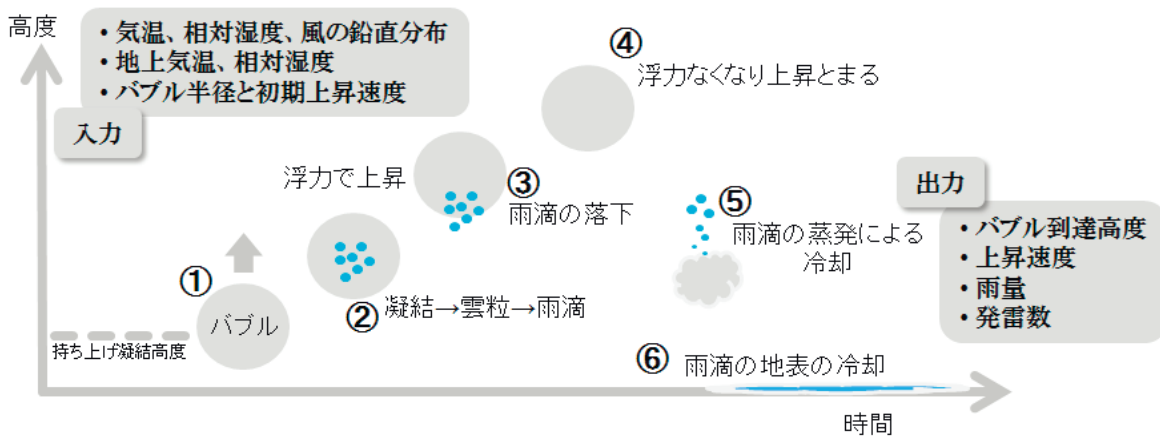 高度
・気温、相対湿度、風の鉛直分布
・地上気温、相対湿度
・バブル半径と初期上昇速度
入力
④
浮力なくなり上昇とまる
浮力で上昇
③
雨滴の落下
出力
・バブル到達高度
・上昇速度
・雨量
・発雷数
⑤
雨滴の蒸発による
冷却
①
バブル
②
凝結→雲粒→雨滴
持ち上げ凝結高度
⑥
雨滴の地表の冷却
時間